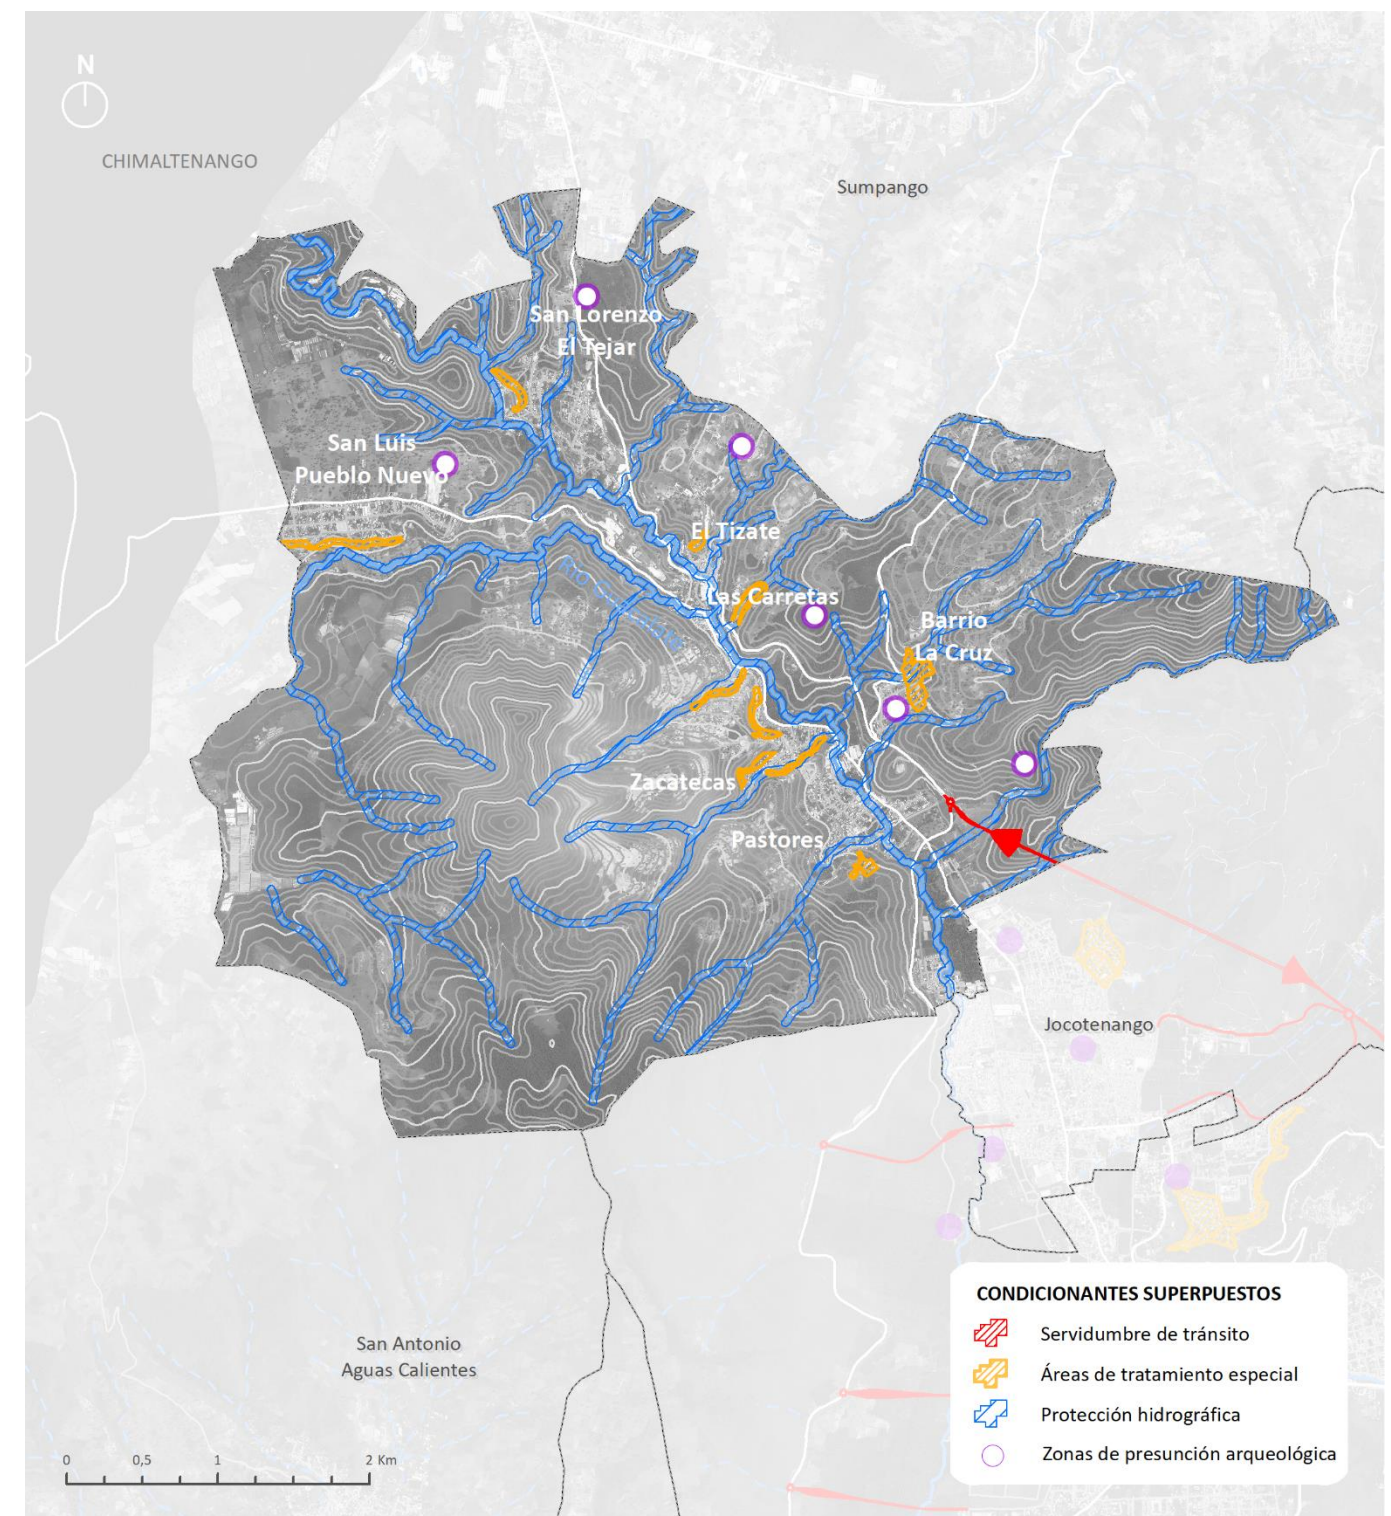 N
CHIMALTENANGO
Sumpango
San Lorenzo
El Tejar
San Luis
Pueblo Nuevo
El Tizate
Las Carretas
Barrio
La Cruz
Zacatecas
Pastores
Jocotenango
San Antonio
Aguas Calientes
0 0,5 1 2 Km
CONDICIONANTES SUPERPUESTOS
Servidumbre de tránsito
Áreas de tratamiento especial
Protección hidrográfica
Zonas de presunción arqueológica